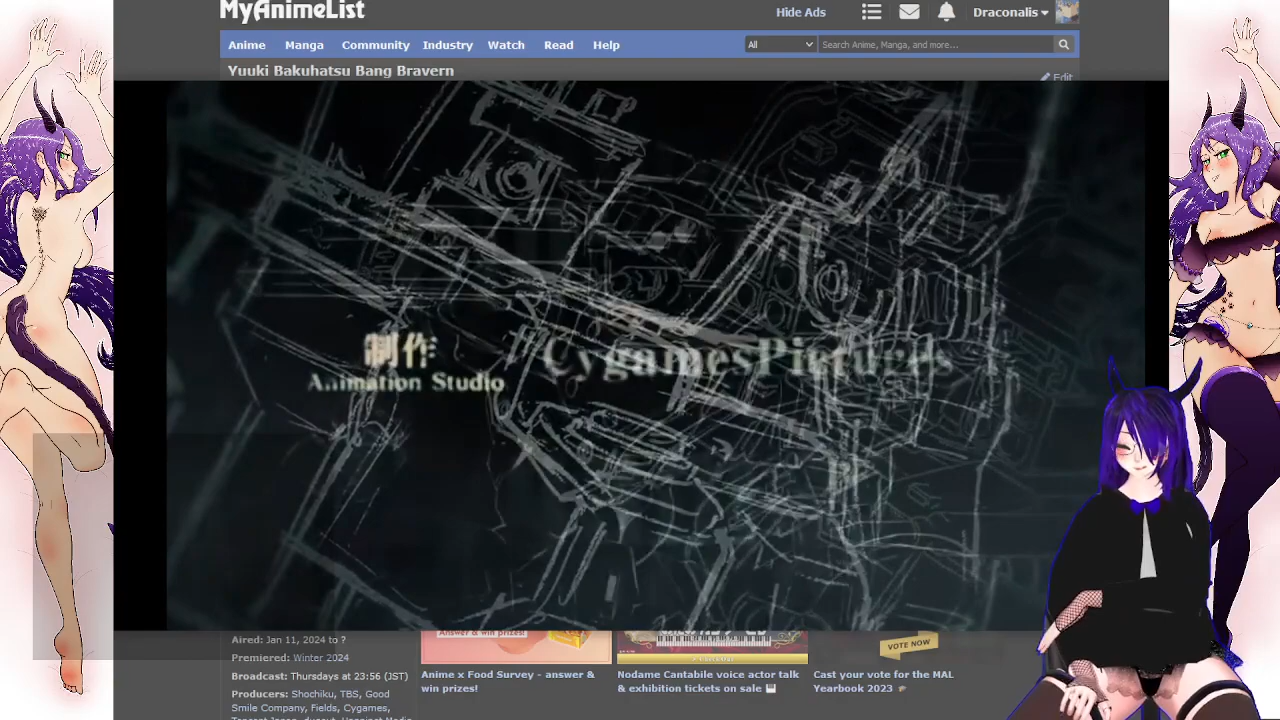 MyAnimeList
Hide Ads
Draconalis
Anime Manga Community Industry Watch Read Help
All
Search Anime, Manga, and more...
Yuuki Bakuhatsu Bang Bravern
Edit
制作
Animation Studio
CygamesPictures
Aired: Jan 11, 2024 to ?
Premiered: Winter 2024
Broadcast: Thursdays at 23:56 (JST)
Producers: Shochiku, TBS, Good
Smile Company, Fields, Cygames,
Answer & win prizes!
Anime x Food Survey - answer &
win prizes!
Nodame Cantabile voice actor talk
& exhibition tickets on sale
VOTE NOW
Cast your vote for the MAL
Yearbook 2023